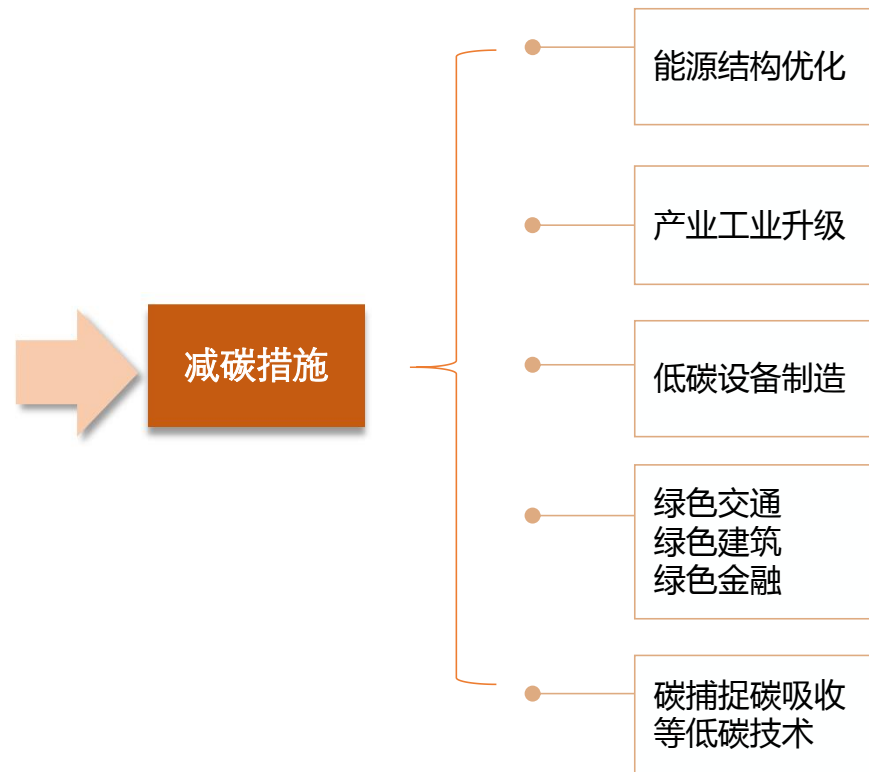 能源结构优化
产业工业升级
减碳措施
低碳设备制造
绿色交通
绿色建筑
绿色金融
碳捕捉碳吸收
等低碳技术